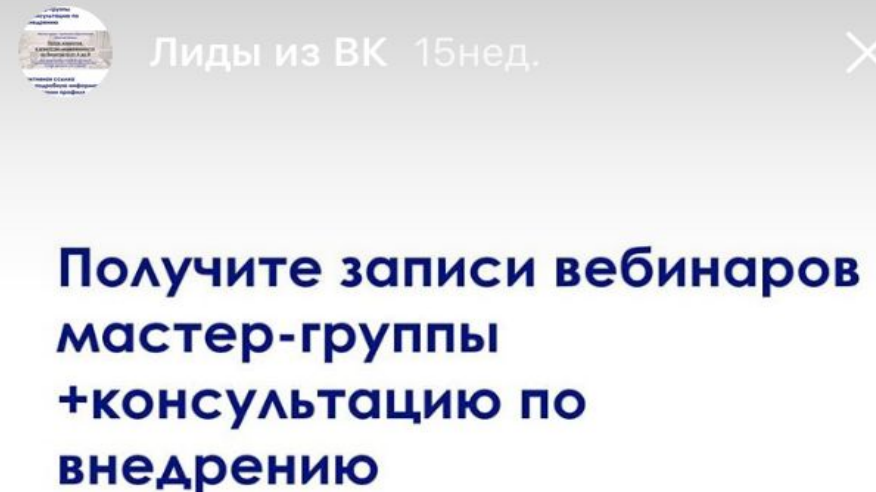 Лиды из ВК 15нед.
Получите записи вебинаров
мастер-группы
+консультацию по
внедрению